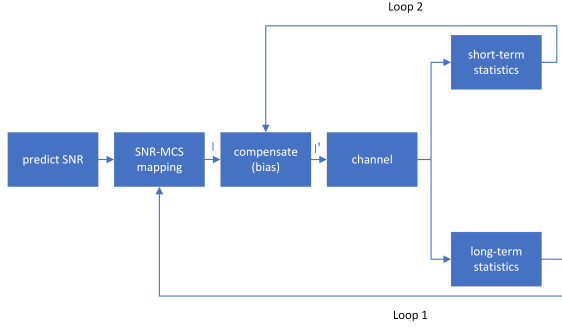 Loop 2
short-term
statistics
predict SNR
SNR-MCS
mapping
I
compensate
(bias)
I'
channel
long-term
statistics
Loop 1